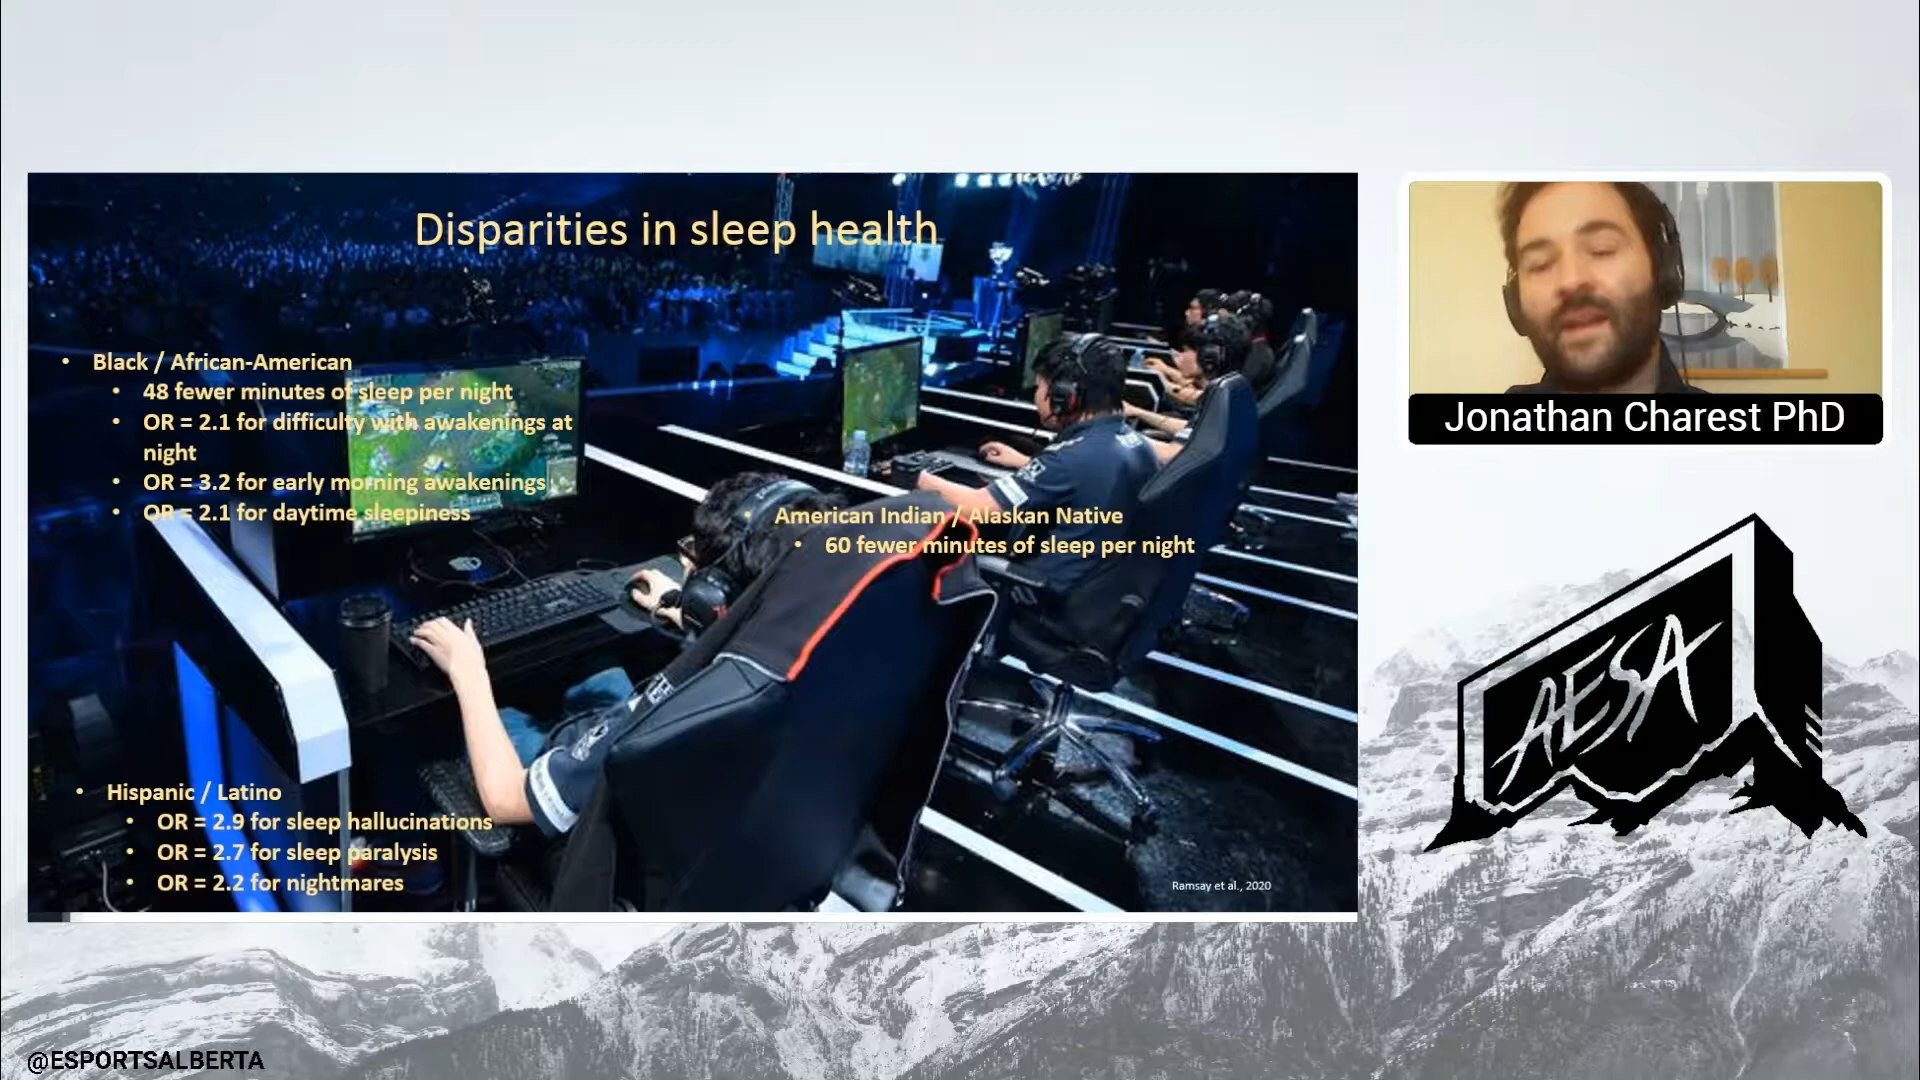 Disparities in sleep health
• Black / African-American
• 48 fewer minutes of sleep per night
• OR = 2.1 for difficulty with awakenings at
night
• OR = 3.2 for early morning awakenings
• OR = 2.1 for daytime sleepiness
• American Indian / Alaskan Native
• 60 fewer minutes of sleep per night
• Hispanic / Latino
• OR = 2.9 for sleep hallucinations
• OR = 2.7 for sleep paralysis
• OR = 2.2 for nightmares
Ramsay et al., 2020
Jonathan Charest PhD
AESA
@ESPORTSALBERTA